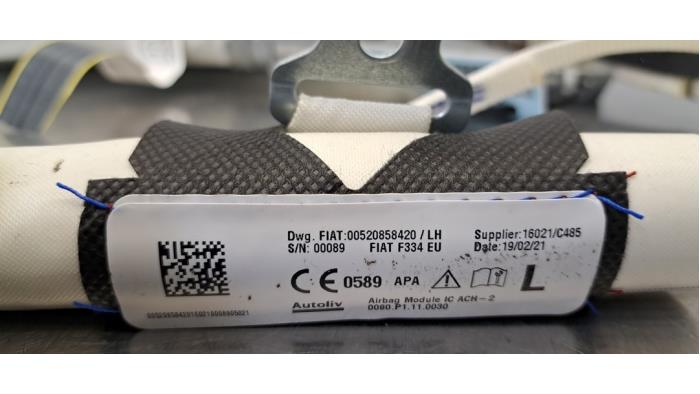 Dwg. FIAT:00520858420 / LH Supplier:16021/C485
S/N: 00089 FIAT F334 EU Date:19/02/21
CE 0589 APA L
Autoliv Airbag Module IC ACH-2
0080.P1.11.0030